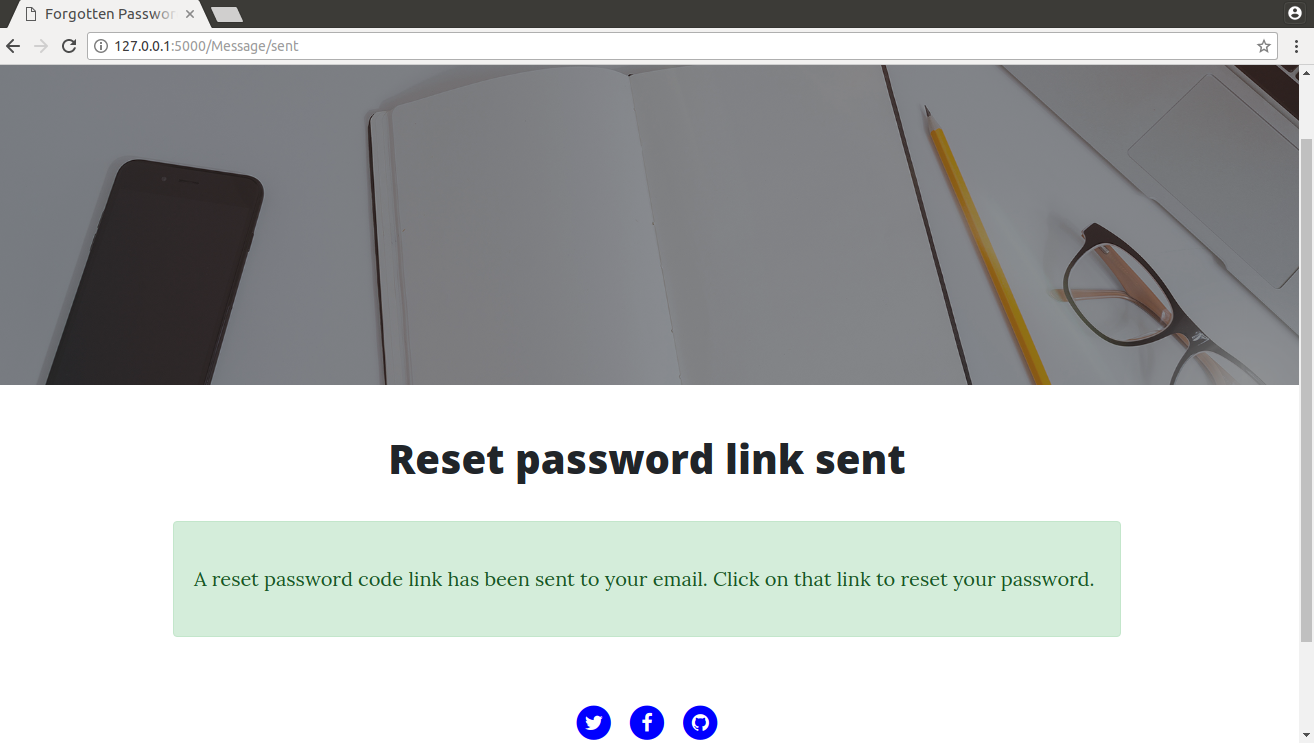 Forgotten Passwor
127.0.0.1:5000/Message/sent
Reset password link sent
A reset password code link has been sent to your email. Click on that link to reset your password.